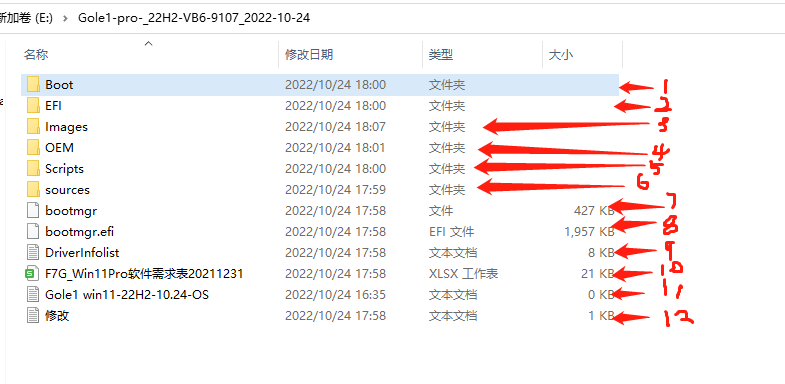 新加卷 (E:) > Gole1-pro-_22H2-VB6-9107_2022-10-24
名称 修改日期 类型 大小
Boot 2022/10/24 18:00 文件夹 1
EFI 2022/10/24 18:00 文件夹 2
Images 2022/10/24 18:07 文件夹 3
OEM 2022/10/24 18:01 文件夹 4
Scripts 2022/10/24 18:00 文件夹 5
sources 2022/10/24 17:59 文件夹 6
bootmgr 2022/10/24 17:58 文件 427 KB 7
bootmgr.efi 2022/10/24 17:58 EFI 文件 1,957 KB 8
DriverInfolist 2022/10/24 17:58 文本文档 8 KB 9
F7G_Win11Pro软件需求表20211231 2022/10/24 17:58 XLSX 工作表 21 KB 10
Gole1 win11-22H2-10.24-OS 2022/10/24 16:35 文本文档 0 KB 11
修改 2022/10/24 17:58 文本文档 1 KB 12